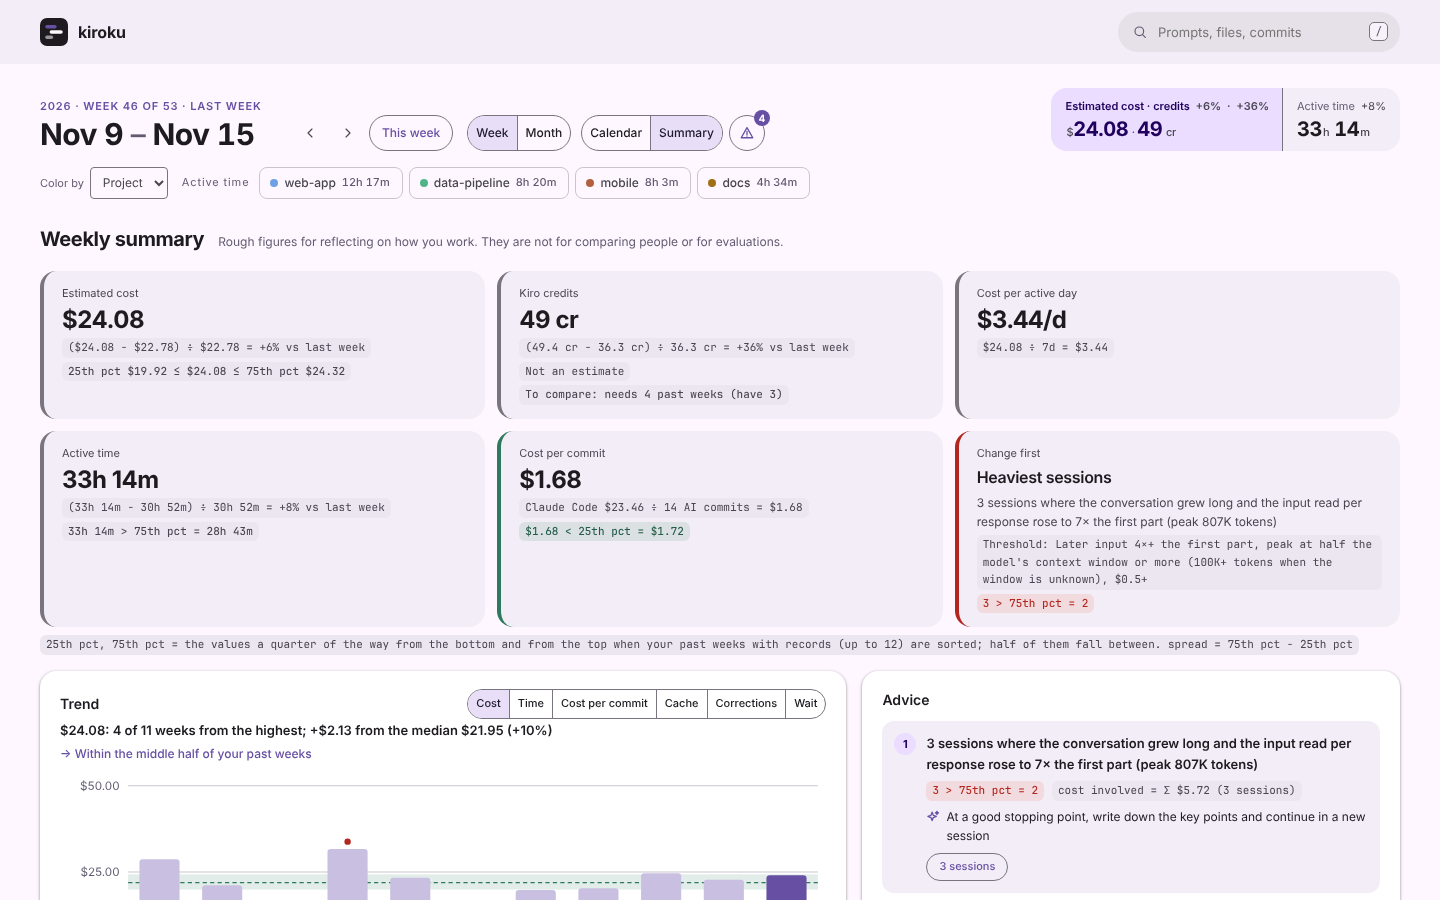 kiroku
Prompts, files, commits
/
2026 · WEEK 46 OF 53 · LAST WEEK
Nov 9 – Nov 15
This week
Week
Month
Calendar
Summary
4
Estimated cost · credits +6% · +36%
$24.08 · 49 cr
Active time +8%
33h 14m
Color by
Project
Active time
web-app 12h 17m
data-pipeline 8h 20m
mobile 8h 3m
docs 4h 34m
Weekly summary
Rough figures for reflecting on how you work. They are not for comparing people or for evaluations.
Estimated cost
$24.08
($24.08 - $22.78) ÷ $22.78 = +6% vs last week
25th pct $19.92 ≤ $24.08 ≤ 75th pct $24.32
Kiro credits
49 cr
(49.4 cr - 36.3 cr) ÷ 36.3 cr = +36% vs last week
Not an estimate
To compare: needs 4 past weeks (have 3)
Cost per active day
$3.44/d
$24.08 ÷ 7d = $3.44
Active time
33h 14m
(33h 14m - 30h 52m) ÷ 30h 52m = +8% vs last week
33h 14m > 75th pct = 28h 43m
Cost per commit
$1.68
Claude Code $23.46 ÷ 14 AI commits = $1.68
$1.68 < 25th pct = $1.72
Change first
Heaviest sessions
3 sessions where the conversation grew long and the input read per
response rose to 7× the first part (peak 807K tokens)
Threshold: Later input 4×+ the first part, peak at half the
model's context window or more (100K+ tokens when the
window is unknown), $0.5+
3 > 75th pct = 2
25th pct, 75th pct = the values a quarter of the way from the bottom and from the top when your past weeks with records (up to 12) are sorted; half of them fall between. spread = 75th pct - 25th pct
Trend
Cost
Time
Cost per commit
Cache
Corrections
Wait
$24.08: 4 of 11 weeks from the highest; +$2.13 from the median $21.95 (+10%)
→ Within the middle half of your past weeks
$50.00
$25.00
Advice
1
3 sessions where the conversation grew long and the input read per
response rose to 7× the first part (peak 807K tokens)
3 > 75th pct = 2
cost involved = Σ $5.72 (3 sessions)
At a good stopping point, write down the key points and continue in a new
session
3 sessions